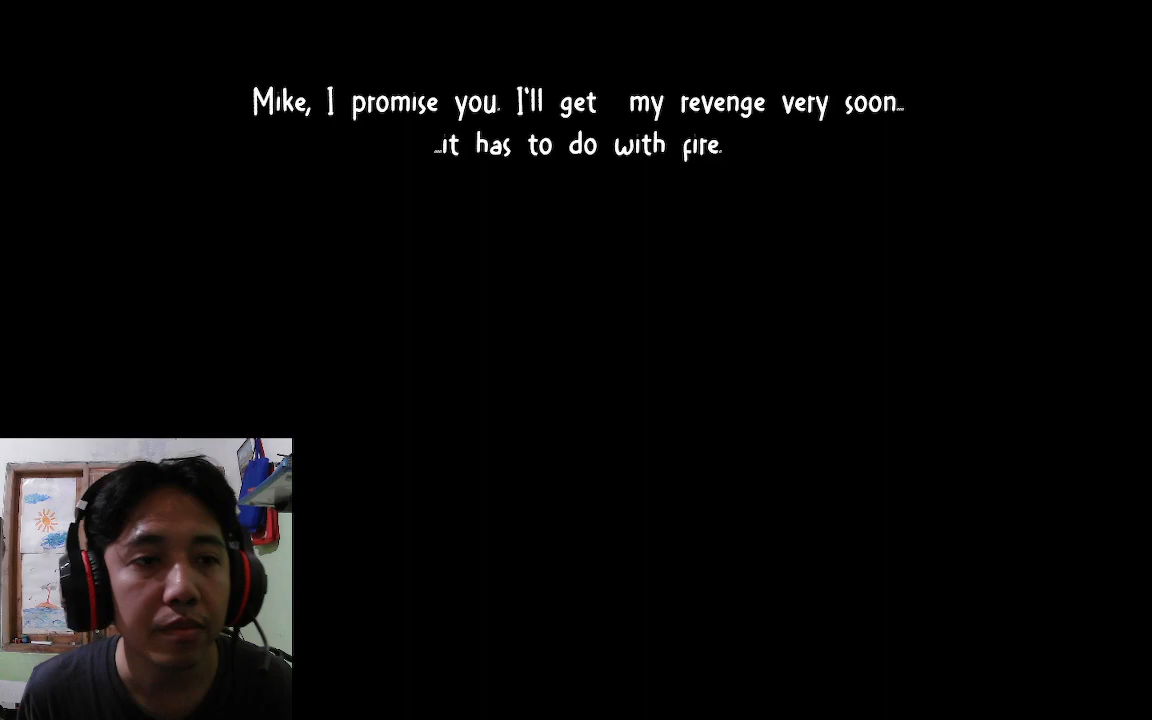 Mike, I promise you. I'll get my revenge very soon...
...it has to do with fire.